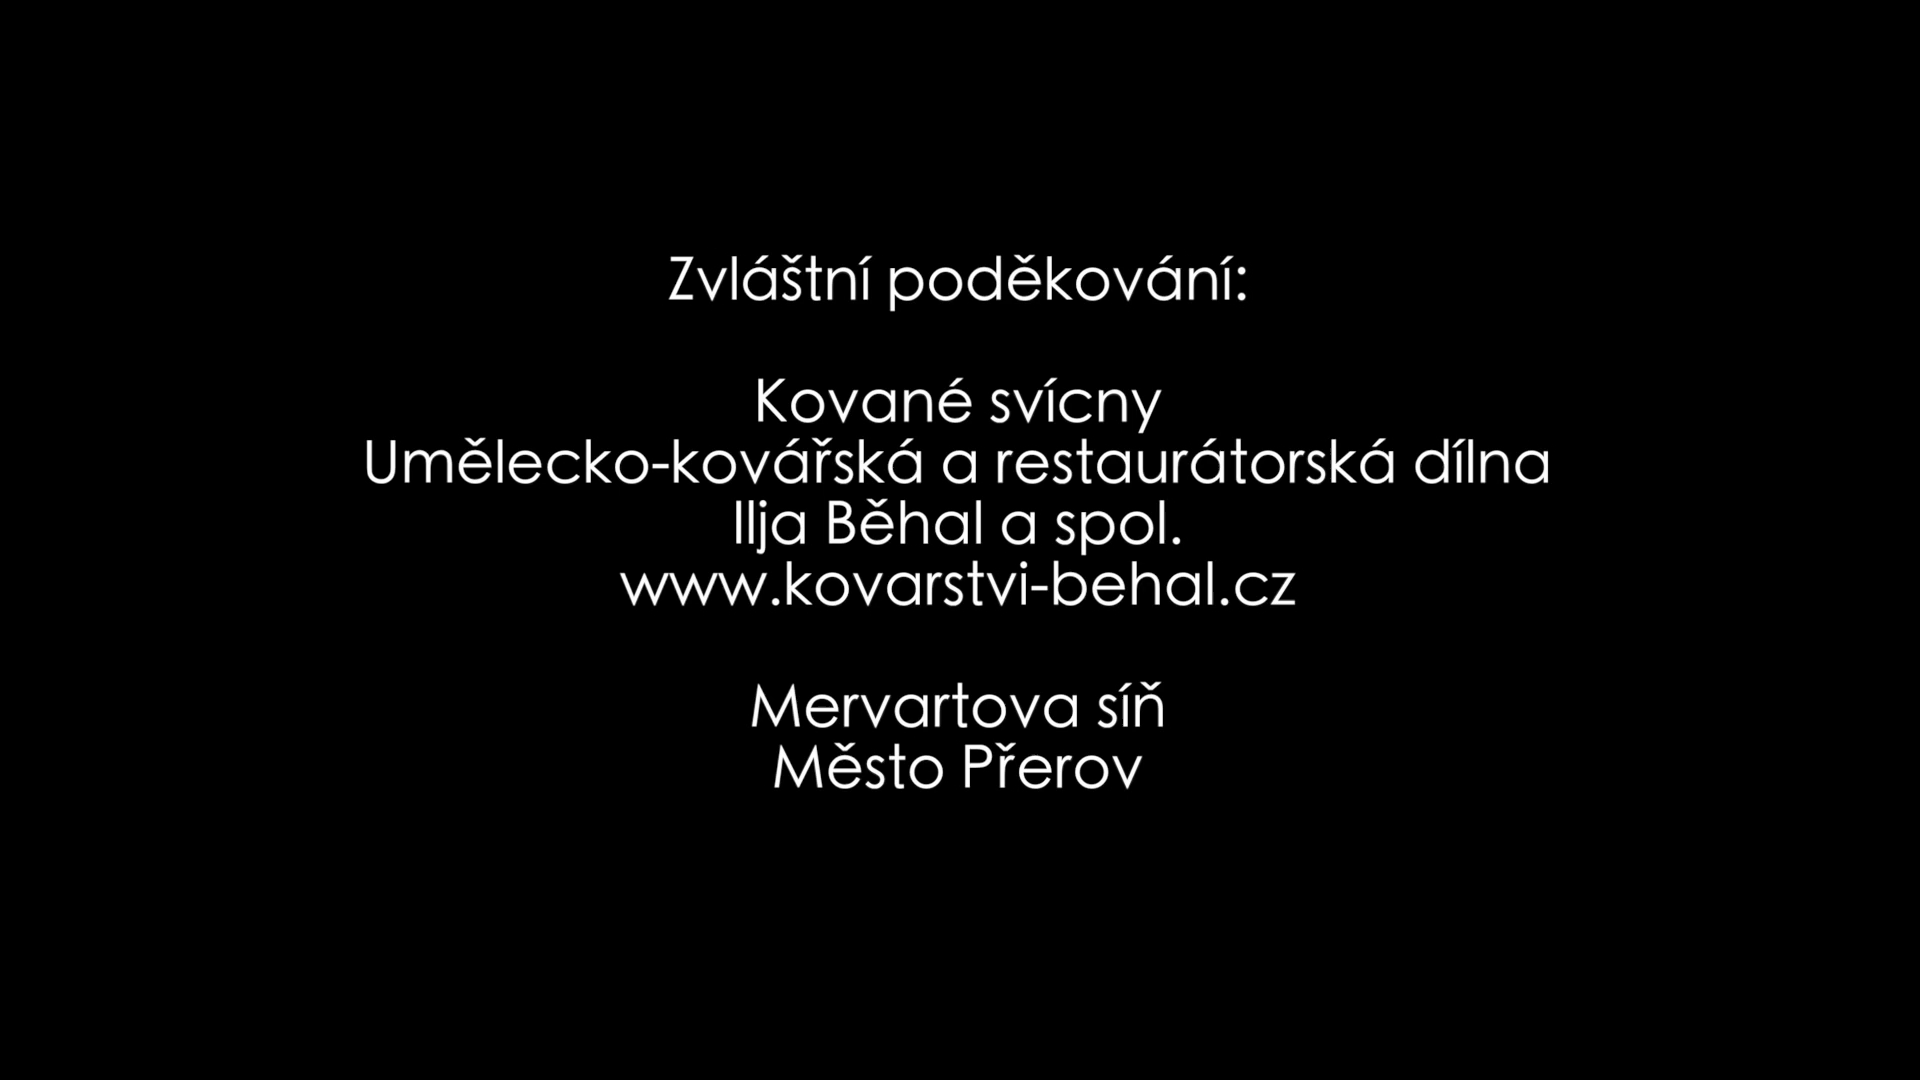 Zvláštní poděkování:
Kované svícny
Umělecko-kovářská a restaurátorská dílna
Ilja Běhal a spol.
www.kovarstvi-behal.cz
Mervartova síň
Město Přerov